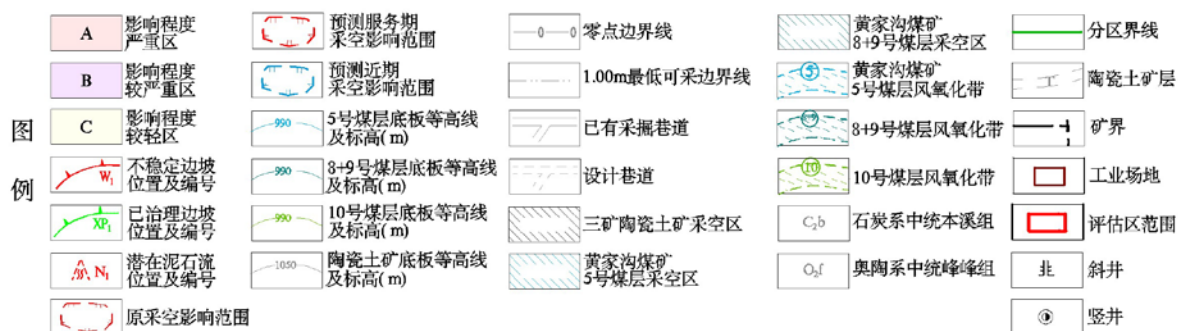 图
例
A
影响程度
严重区
B
影响程度
较严重区
C
影响程度
较轻区
W₁
不稳定边坡
位置及编号
XP₁
已治理边坡
位置及编号
N₁
潜在泥石流
位置及编号
原采空影响范围
预测服务期
采空影响范围
预测近期
采空影响范围
990
5号煤层底板等高线
及标高(m)
990
8+9号煤层底板等高线
及标高(m)
990
10号煤层底板等高线
及标高(m)
1050
陶瓷土矿底板等高线
及标高(m)
0
0
零点边界线
1.00m最低可采边界线
已有采掘巷道
设计巷道
三矿陶瓷土矿采空区
黄家沟煤矿
5号煤层采空区
黄家沟煤矿
8+9号煤层采空区
5
黄家沟煤矿
5号煤层风氧化带
8+9号煤层风氧化带
10
10号煤层风氧化带
C₂b
石炭系中统本溪组
O₂f
奥陶系中统峰峰组
分区界线
陶瓷土矿层
矿界
工业场地
评估区范围
斜井
竖井